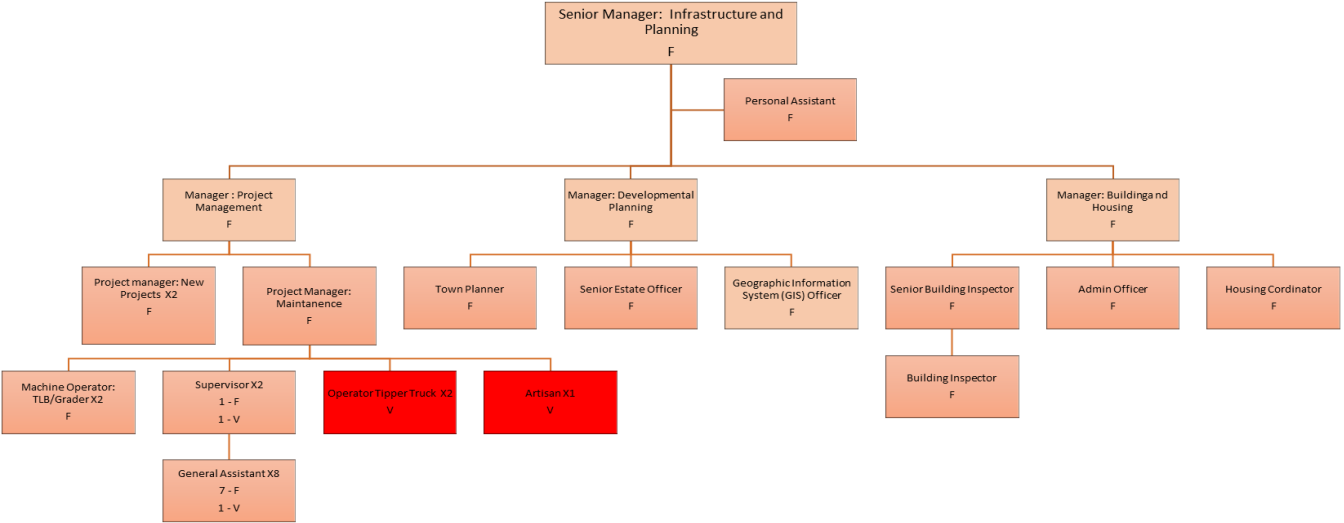 Senior Manager:  Infrastructure and
Planning
F
Personal Assistant
F
Manager : Project
Management
F
Manager: Developmental
Planning
F
Manager: Buildinga nd
Housing
F
Project manager: New
Projects  X2
F
Project Manager:
Maintanence
F
Town Planner
F
Senior Estate Officer
F
Geographic Information
System (GIS) Officer
F
Senior Building Inspector
F
Admin Officer
F
Housing Cordinator
F
Machine Operator:
TLB/Grader X2
F
Supervisor X2
1 - F
1 - V
Operator Tipper Truck  X2
V
Artisan X1
V
Building Inspector
F
General Assistant X8
7 - F
1 - V